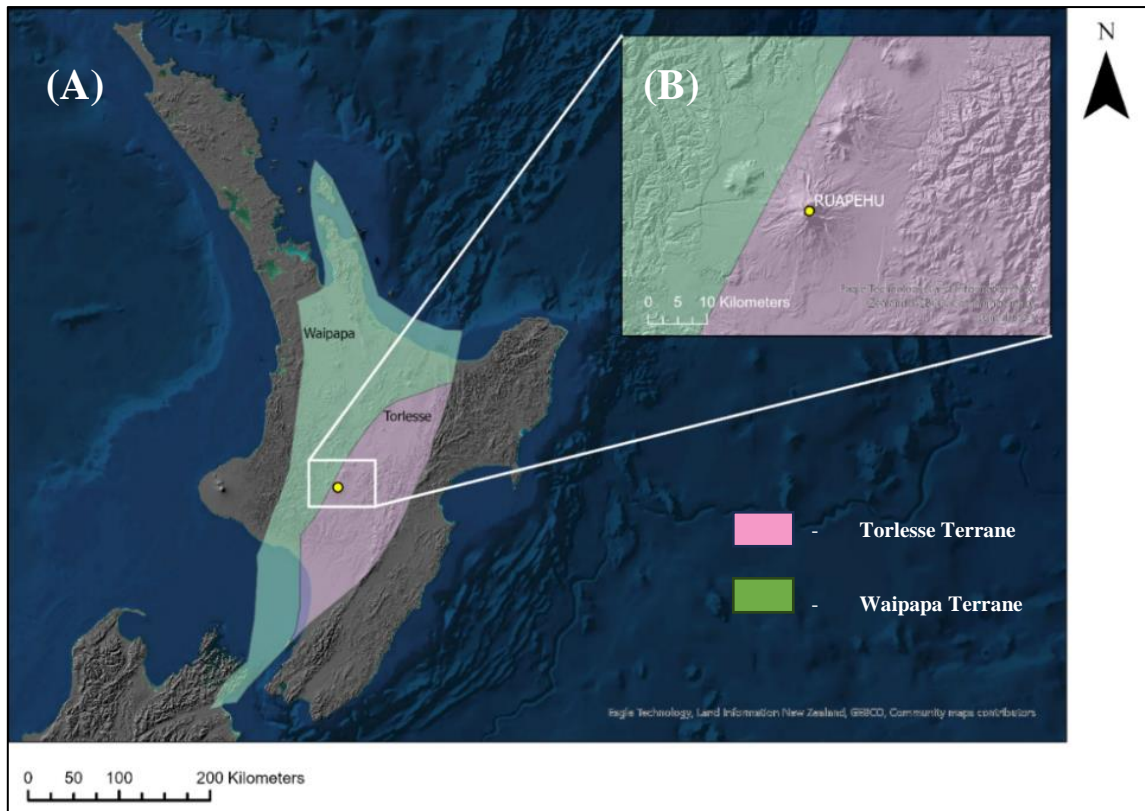 (A)
(B)
N
RUAPEHU
0 5 10 Kilometers
Waipapa
Torlesse
- Torlesse Terrane
- Waipapa Terrane
Eagle Technology, Land Information New Zealand, GEBCO, Community maps contributors
0 50 100 200 Kilometers